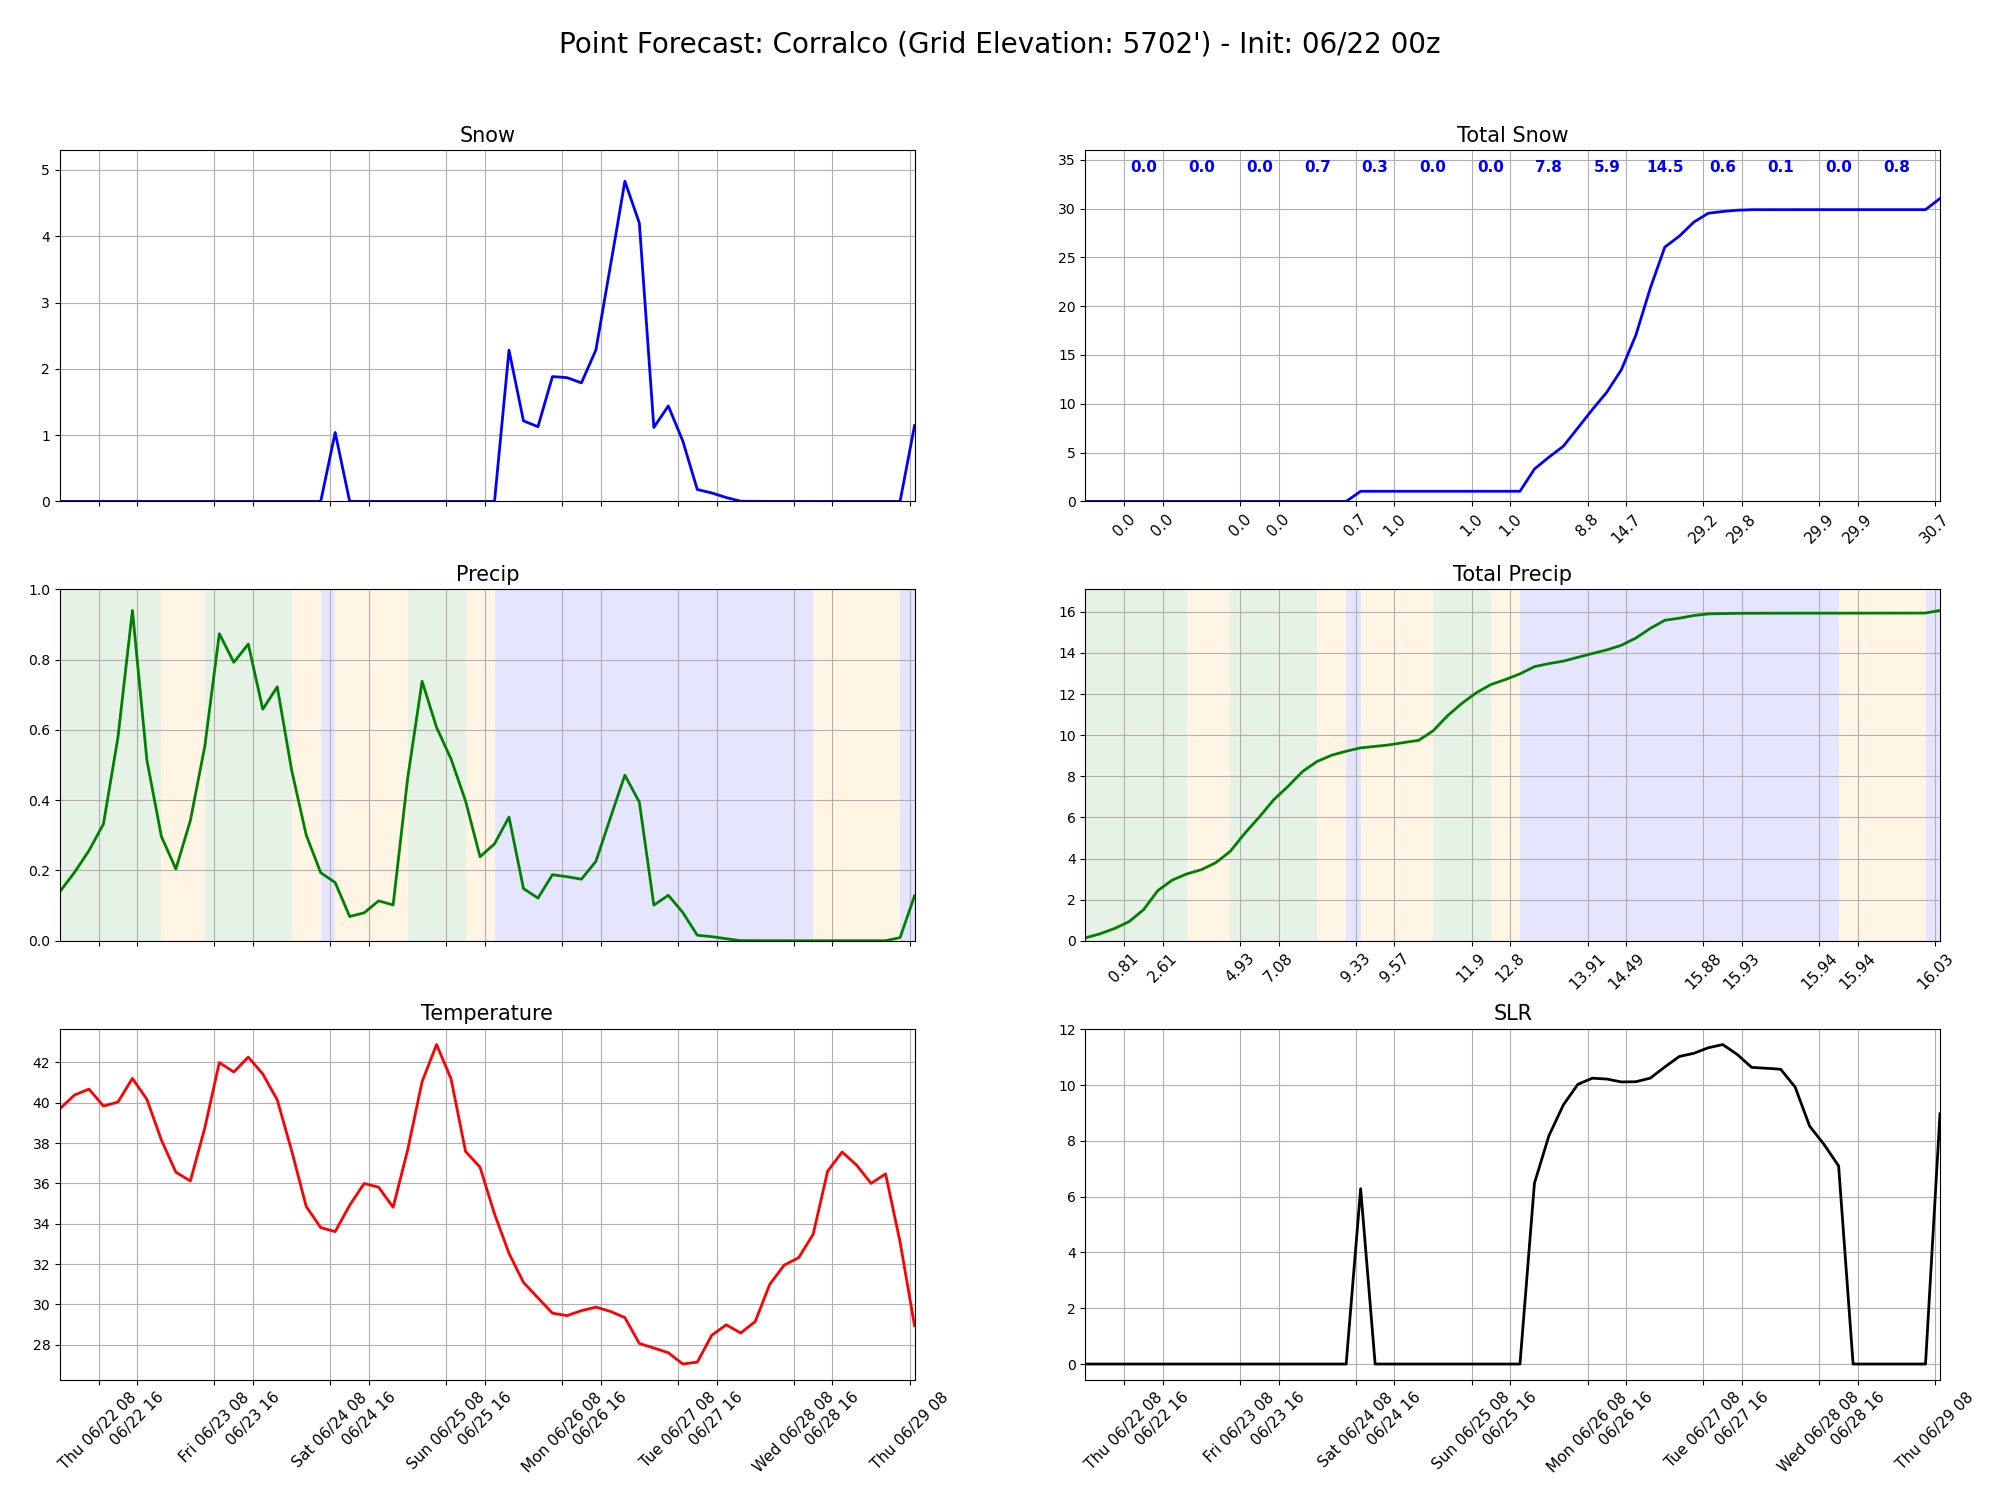 Point Forecast: Corralco (Grid Elevation: 5702') - Init: 06/22 00z
Snow
5
4
3
2
1
0
Total Snow
35
30
25
20
15
10
5
0
0.0 0.0 0.0 0.7 0.3 0.0 0.0 7.8 5.9 14.5 0.6 0.1 0.0 0.8
0.0 0.0 0.0 0.0 0.7 1.0 1.0 1.0 8.8 14.7 29.2 29.8 29.9 29.9 30.7
Precip
1.0
0.8
0.6
0.4
0.2
0.0
Total Precip
16
14
12
10
8
6
4
2
0
0.81 2.61 4.93 7.08 9.33 9.57 11.9 12.8 13.91 14.49 15.88 15.93 15.94 15.94 16.03
Temperature
42
40
38
36
34
32
30
28
Thu 06/22 08
06/22 16
Fri 06/23 08
06/23 16
Sat 06/24 08
06/24 16
Sun 06/25 08
06/25 16
Mon 06/26 08
06/26 16
Tue 06/27 08
06/27 16
Wed 06/28 08
06/28 16
Thu 06/29 08
SLR
12
10
8
6
4
2
0
Thu 06/22 08
06/22 16
Fri 06/23 08
06/23 16
Sat 06/24 08
06/24 16
Sun 06/25 08
06/25 16
Mon 06/26 08
06/26 16
Tue 06/27 08
06/27 16
Wed 06/28 08
06/28 16
Thu 06/29 08